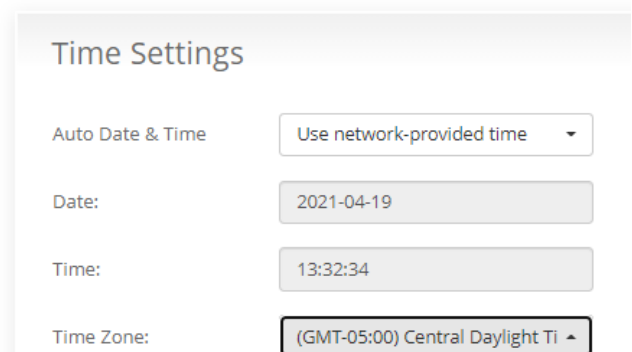 Time Settings
Auto Date & Time Use network-provided time
Date: 2021-04-19
Time: 13:32:34
Time Zone: (GMT-05:00) Central Daylight Ti